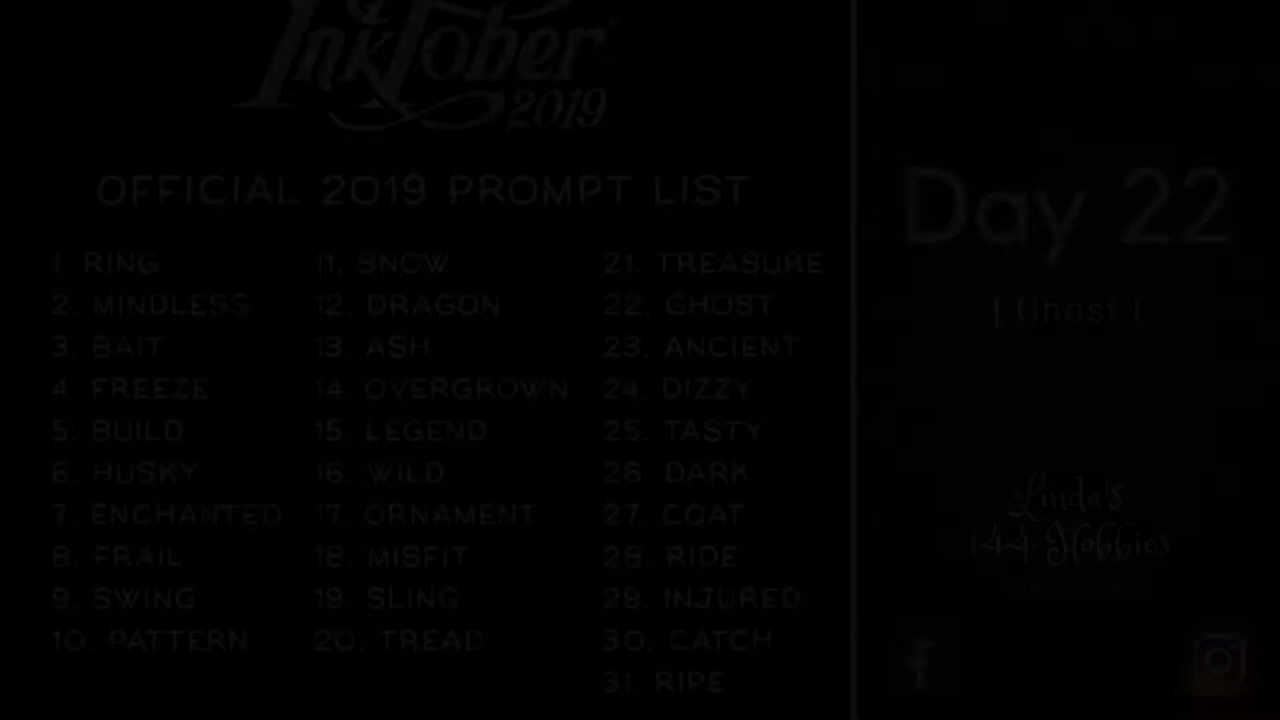 InkTober
2019
OFFICIAL 2019 PROMPT LIST
1. RING
2. MINDLESS
3. BAIT
4. FREEZE
5. BUILD
6. HUSKY
7. ENCHANTED
8. FRAIL
9. SWING
10. PATTERN
11. SNOW
12. DRAGON
13. ASH
14. OVERGROWN
15. LEGEND
16. WILD
17. ORNAMENT
18. MISFIT
19. SLING
20. TREAD
21. TREASURE
22. GHOST
23. ANCIENT
24. DIZZY
25. TASTY
26. DARK
27. COAT
28. RIDE
29. INJURED
30. CATCH
31. RIPE
Day 22
[ Ghost ]
Linda's
144 Hobbies